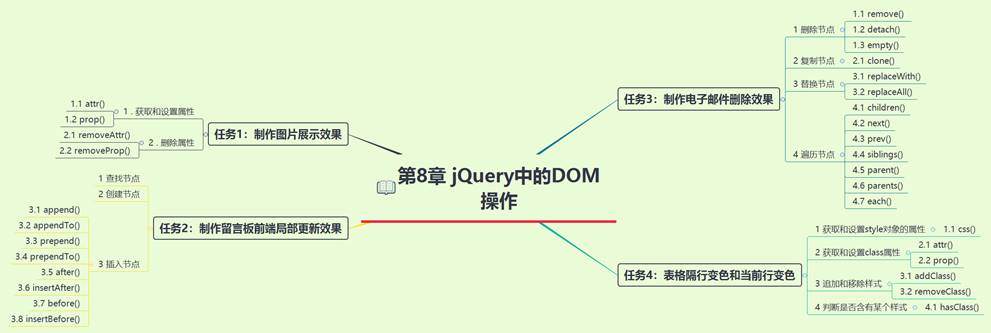 第8章 jQuery中的DOM
操作
任务1：制作图片展示效果
1．获取和设置属性
1.1 attr()
1.2 prop()
2．删除属性
2.1 removeAttr()
2.2 removeProp()
任务2：制作留言板前端局部更新效果
1 查找节点
2 创建节点
3 插入节点
3.1 append()
3.2 appendTo()
3.3 prepend()
3.4 prependTo()
3.5 after()
3.6 insertAfter()
3.7 before()
3.8 insertBefore()
任务3：制作电子邮件删除效果
1 删除节点
1.1 remove()
1.2 detach()
1.3 empty()
2 复制节点
2.1 clone()
3 替换节点
3.1 replaceWith()
3.2 replaceAll()
4 遍历节点
4.1 children()
4.2 next()
4.3 prev()
4.4 siblings()
4.5 parent()
4.6 parents()
4.7 each()
任务4：表格隔行变色和当前行变色
1 获取和设置style对象的属性
1.1 css()
2 获取和设置class属性
2.1 attr()
2.2 prop()
3 追加和移除样式
3.1 addClass()
3.2 removeClass()
4 判断是否含有某个样式
4.1 hasClass()